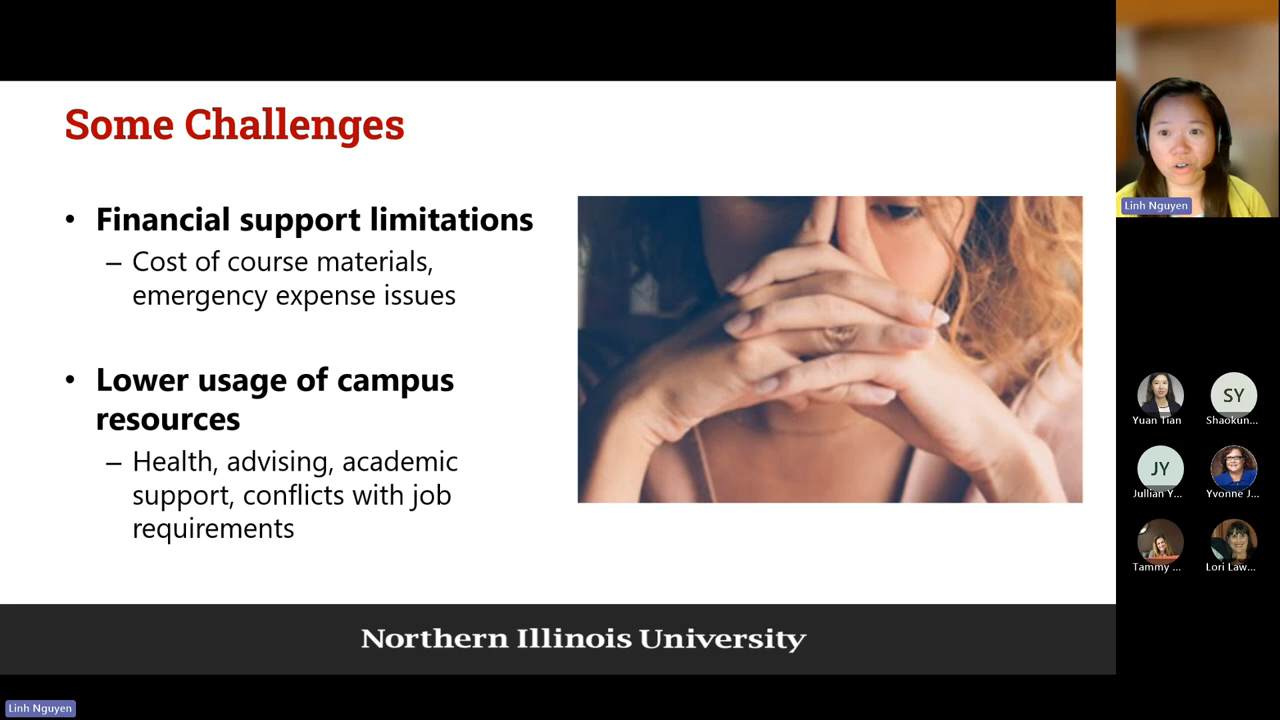 Some Challenges
• Financial support limitations
– Cost of course materials,
emergency expense issues
• Lower usage of campus
resources
– Health, advising, academic
support, conflicts with job
requirements
Northern Illinois University
Linh Nguyen
Linh Nguyen
Yuan Tian
SY
Shaokun...
JY
Jullian Y...
Yvonne J...
Tammy ...
Lori Law...